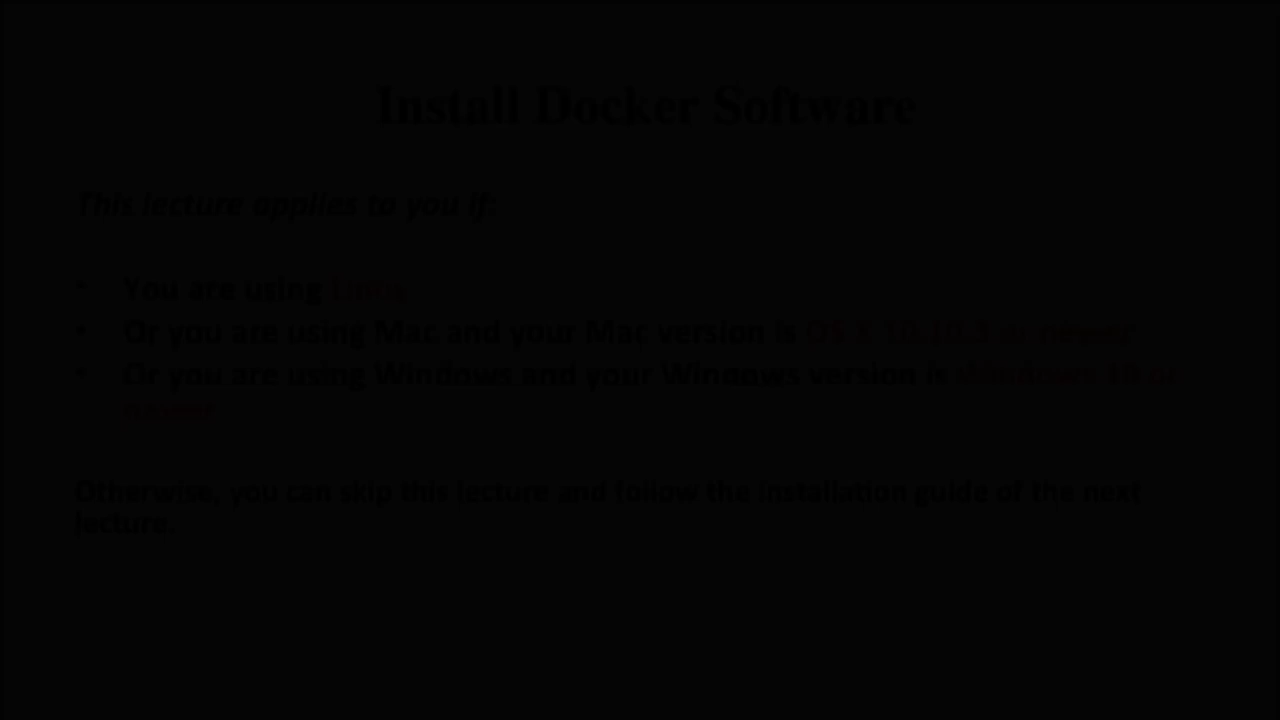 Install Docker Software
This lecture applies to you if:
• You are using Linux
• Or you are using Mac and your Mac version is OS X 10.10.3 or newer
• Or you are using Windows and your Windows version is Windows 10 or
newer
Otherwise, you can skip this lecture and follow the installation guide of the next
lecture.